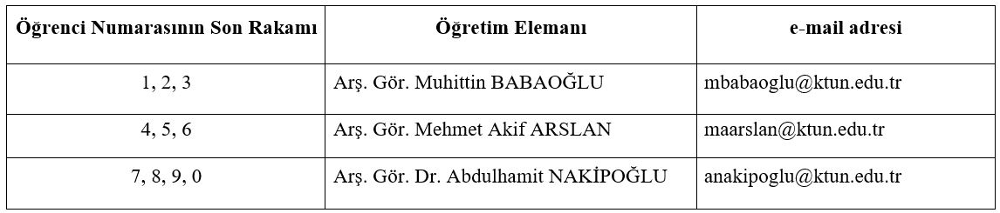 Öğrenci Numarasının Son Rakamı Öğretim Elemanı e-mail adresi
1, 2, 3 Arş. Gör. Muhittin BABAOĞLU mbabaoglu@ktun.edu.tr
4, 5, 6 Arş. Gör. Mehmet Akif ARSLAN maarslan@ktun.edu.tr
7, 8, 9, 0 Arş. Gör. Dr. Abdulhamit NAKİPOĞLU anakipoglu@ktun.edu.tr